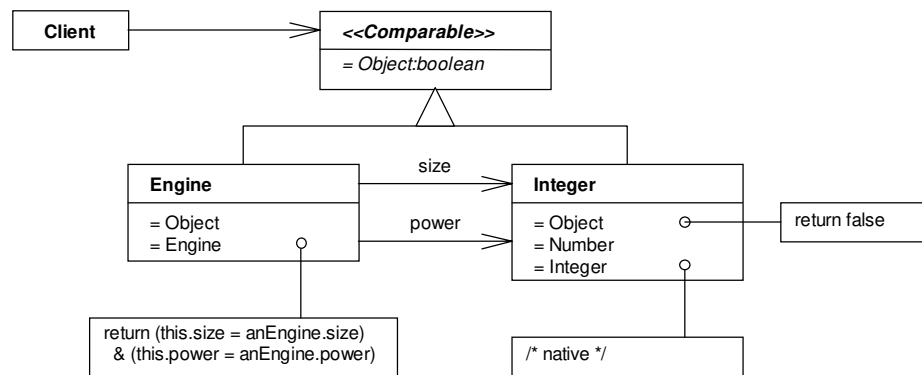 Client
<<Comparable>>
= Object:boolean
Engine
= Object
= Engine
size
power
Integer
= Object
= Number
= Integer
return false
return (this.size = anEngine.size)
& (this.power = anEngine.power)
/* native */